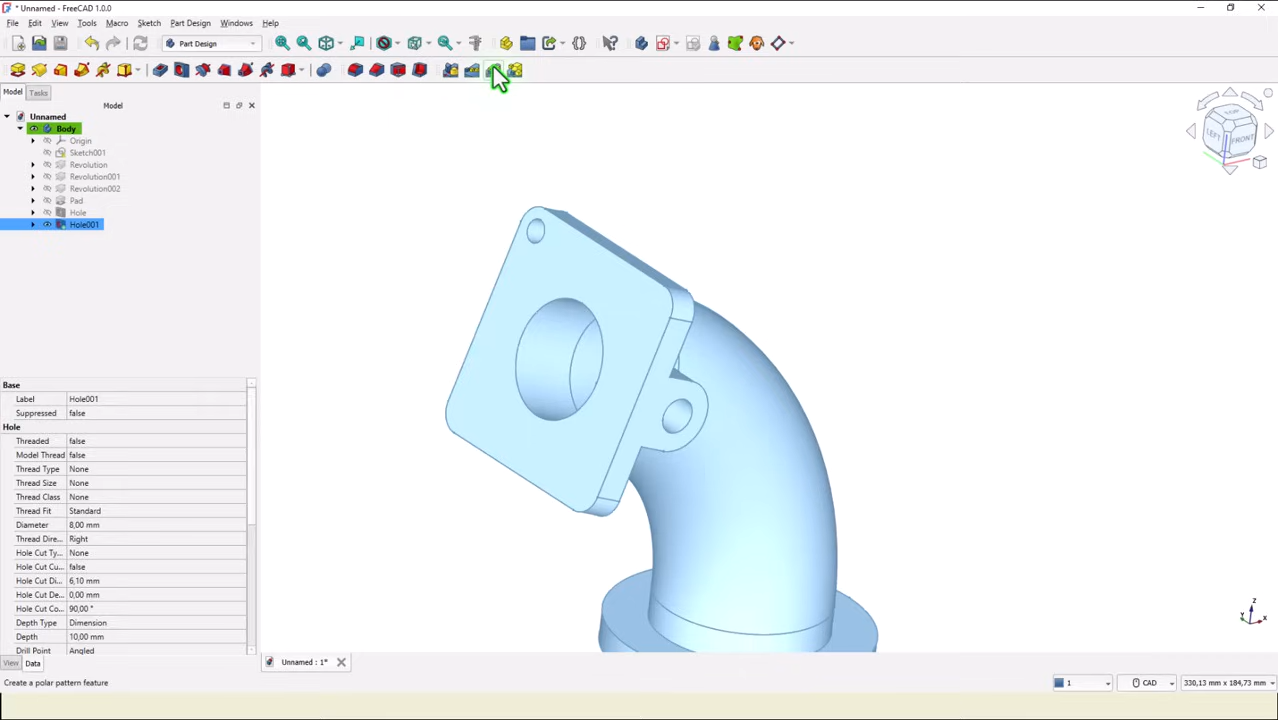 * Unnamed - FreeCAD 1.0.0
File Edit View Tools Macro Sketch Part Design Windows Help
Part Design
Model Tasks
Model
Unnamed
Body
Origin
Sketch001
Revolution
Revolution001
Revolution002
Pad
Hole
Hole001
Base
Label Hole001
Suppressed false
Hole
Threaded false
Model Thread false
Thread Type None
Thread Size None
Thread Class None
Thread Fit Standard
Diameter 8,00 mm
Thread Dire... Right
Hole Cut Ty... None
Hole Cut Cu... false
Hole Cut Di... 6,10 mm
Hole Cut De... 0,00 mm
Hole Cut Co... 90,00 °
Depth Type Dimension
Depth 10,00 mm
Drill Point Angled
View Data
Unnamed : 1*
Create a polar pattern feature
1 CAD 330,13 mm x 184,73 mm
LEFT FRONT
Z
Y X